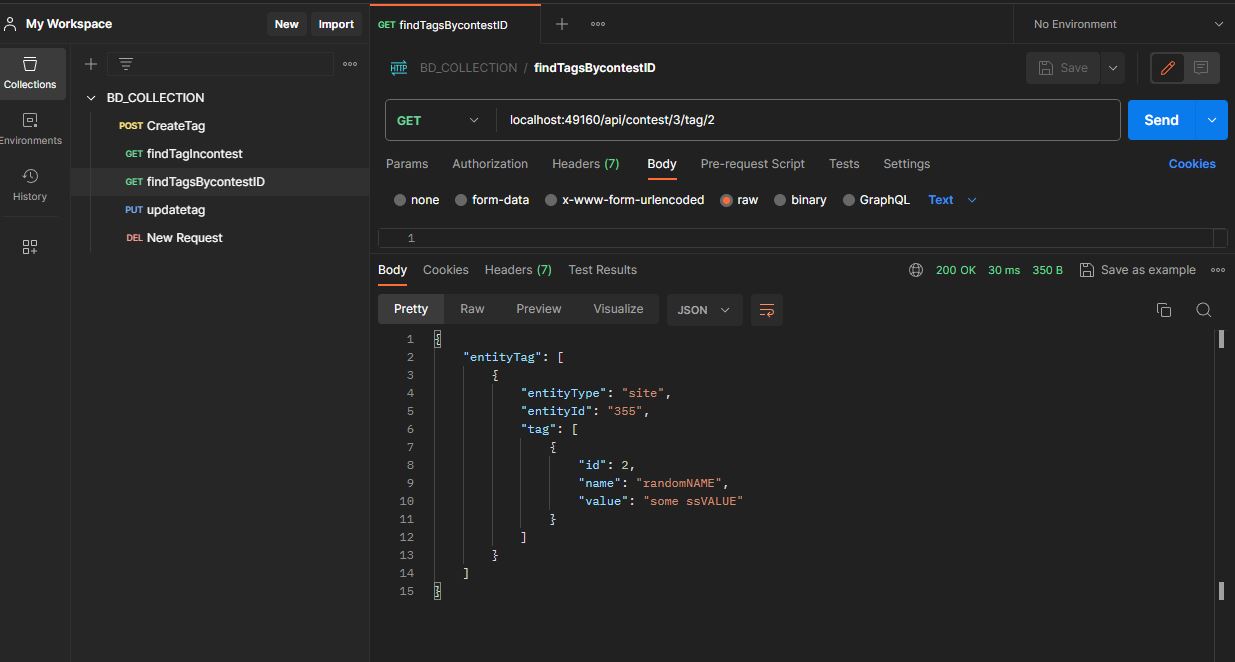 My Workspace
New
Import
GET findTagsBycontestID
No Environment
Collections
Environments
History
BD_COLLECTION
POST CreateTag
GET findTagIncontest
GET findTagsBycontestID
PUT updatetag
DEL New Request
HTTP BD_COLLECTION / findTagsBycontestID
Save
GET localhost:49160/api/contest/3/tag/2
Send
Params Authorization Headers (7) Body Pre-request Script Tests Settings Cookies
none form-data x-www-form-urlencoded raw binary GraphQL Text
1
Body Cookies Headers (7) Test Results 200 OK 30 ms 350 B Save as example
Pretty Raw Preview Visualize JSON
1 {
2 "entityTag": [
3 {
4 "entityType": "site",
5 "entityId": "355",
6 "tag": [
7 {
8 "id": 2,
9 "name": "randomNAME",
10 "value": "some ssVALUE"
11 }
12 ]
13 }
14 ]
15 }